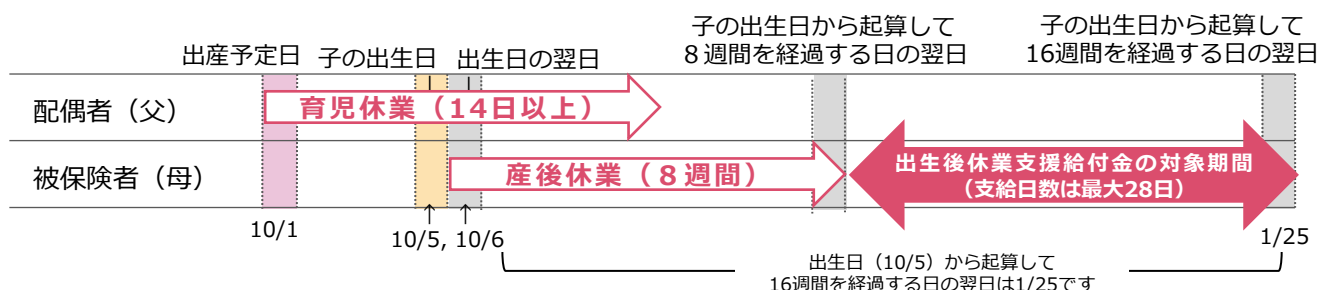 出産予定日
子の出生日
出生日の翌日
子の出生日から起算して
8週間を経過する日の翌日
子の出生日から起算して
16週間を経過する日の翌日
配偶者（父）
育児休業（14日以上）
被保険者（母）
産後休業（８週間）
出生後休業支援給付金の対象期間
（支給日数は最大28日）
10/1
↑
↑
10/5, 10/6
1/25
出生日（10/5）から起算して
16週間を経過する日の翌日は1/25です